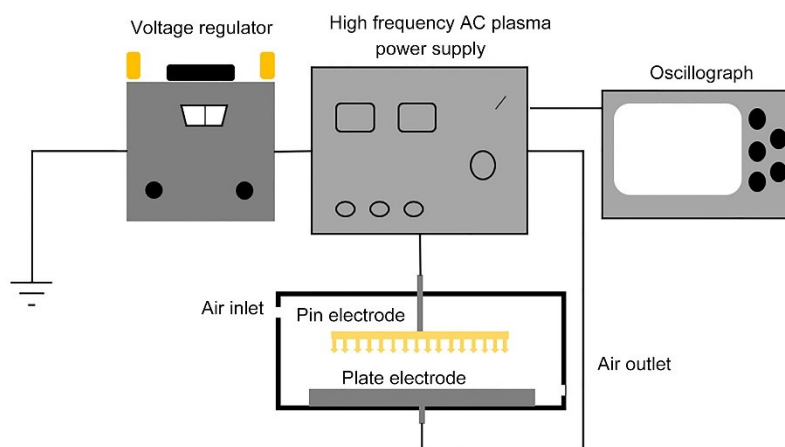 Voltage regulator
High frequency AC plasma
power supply
Oscillograph
Air inlet
Pin electrode
Plate electrode
Air outlet